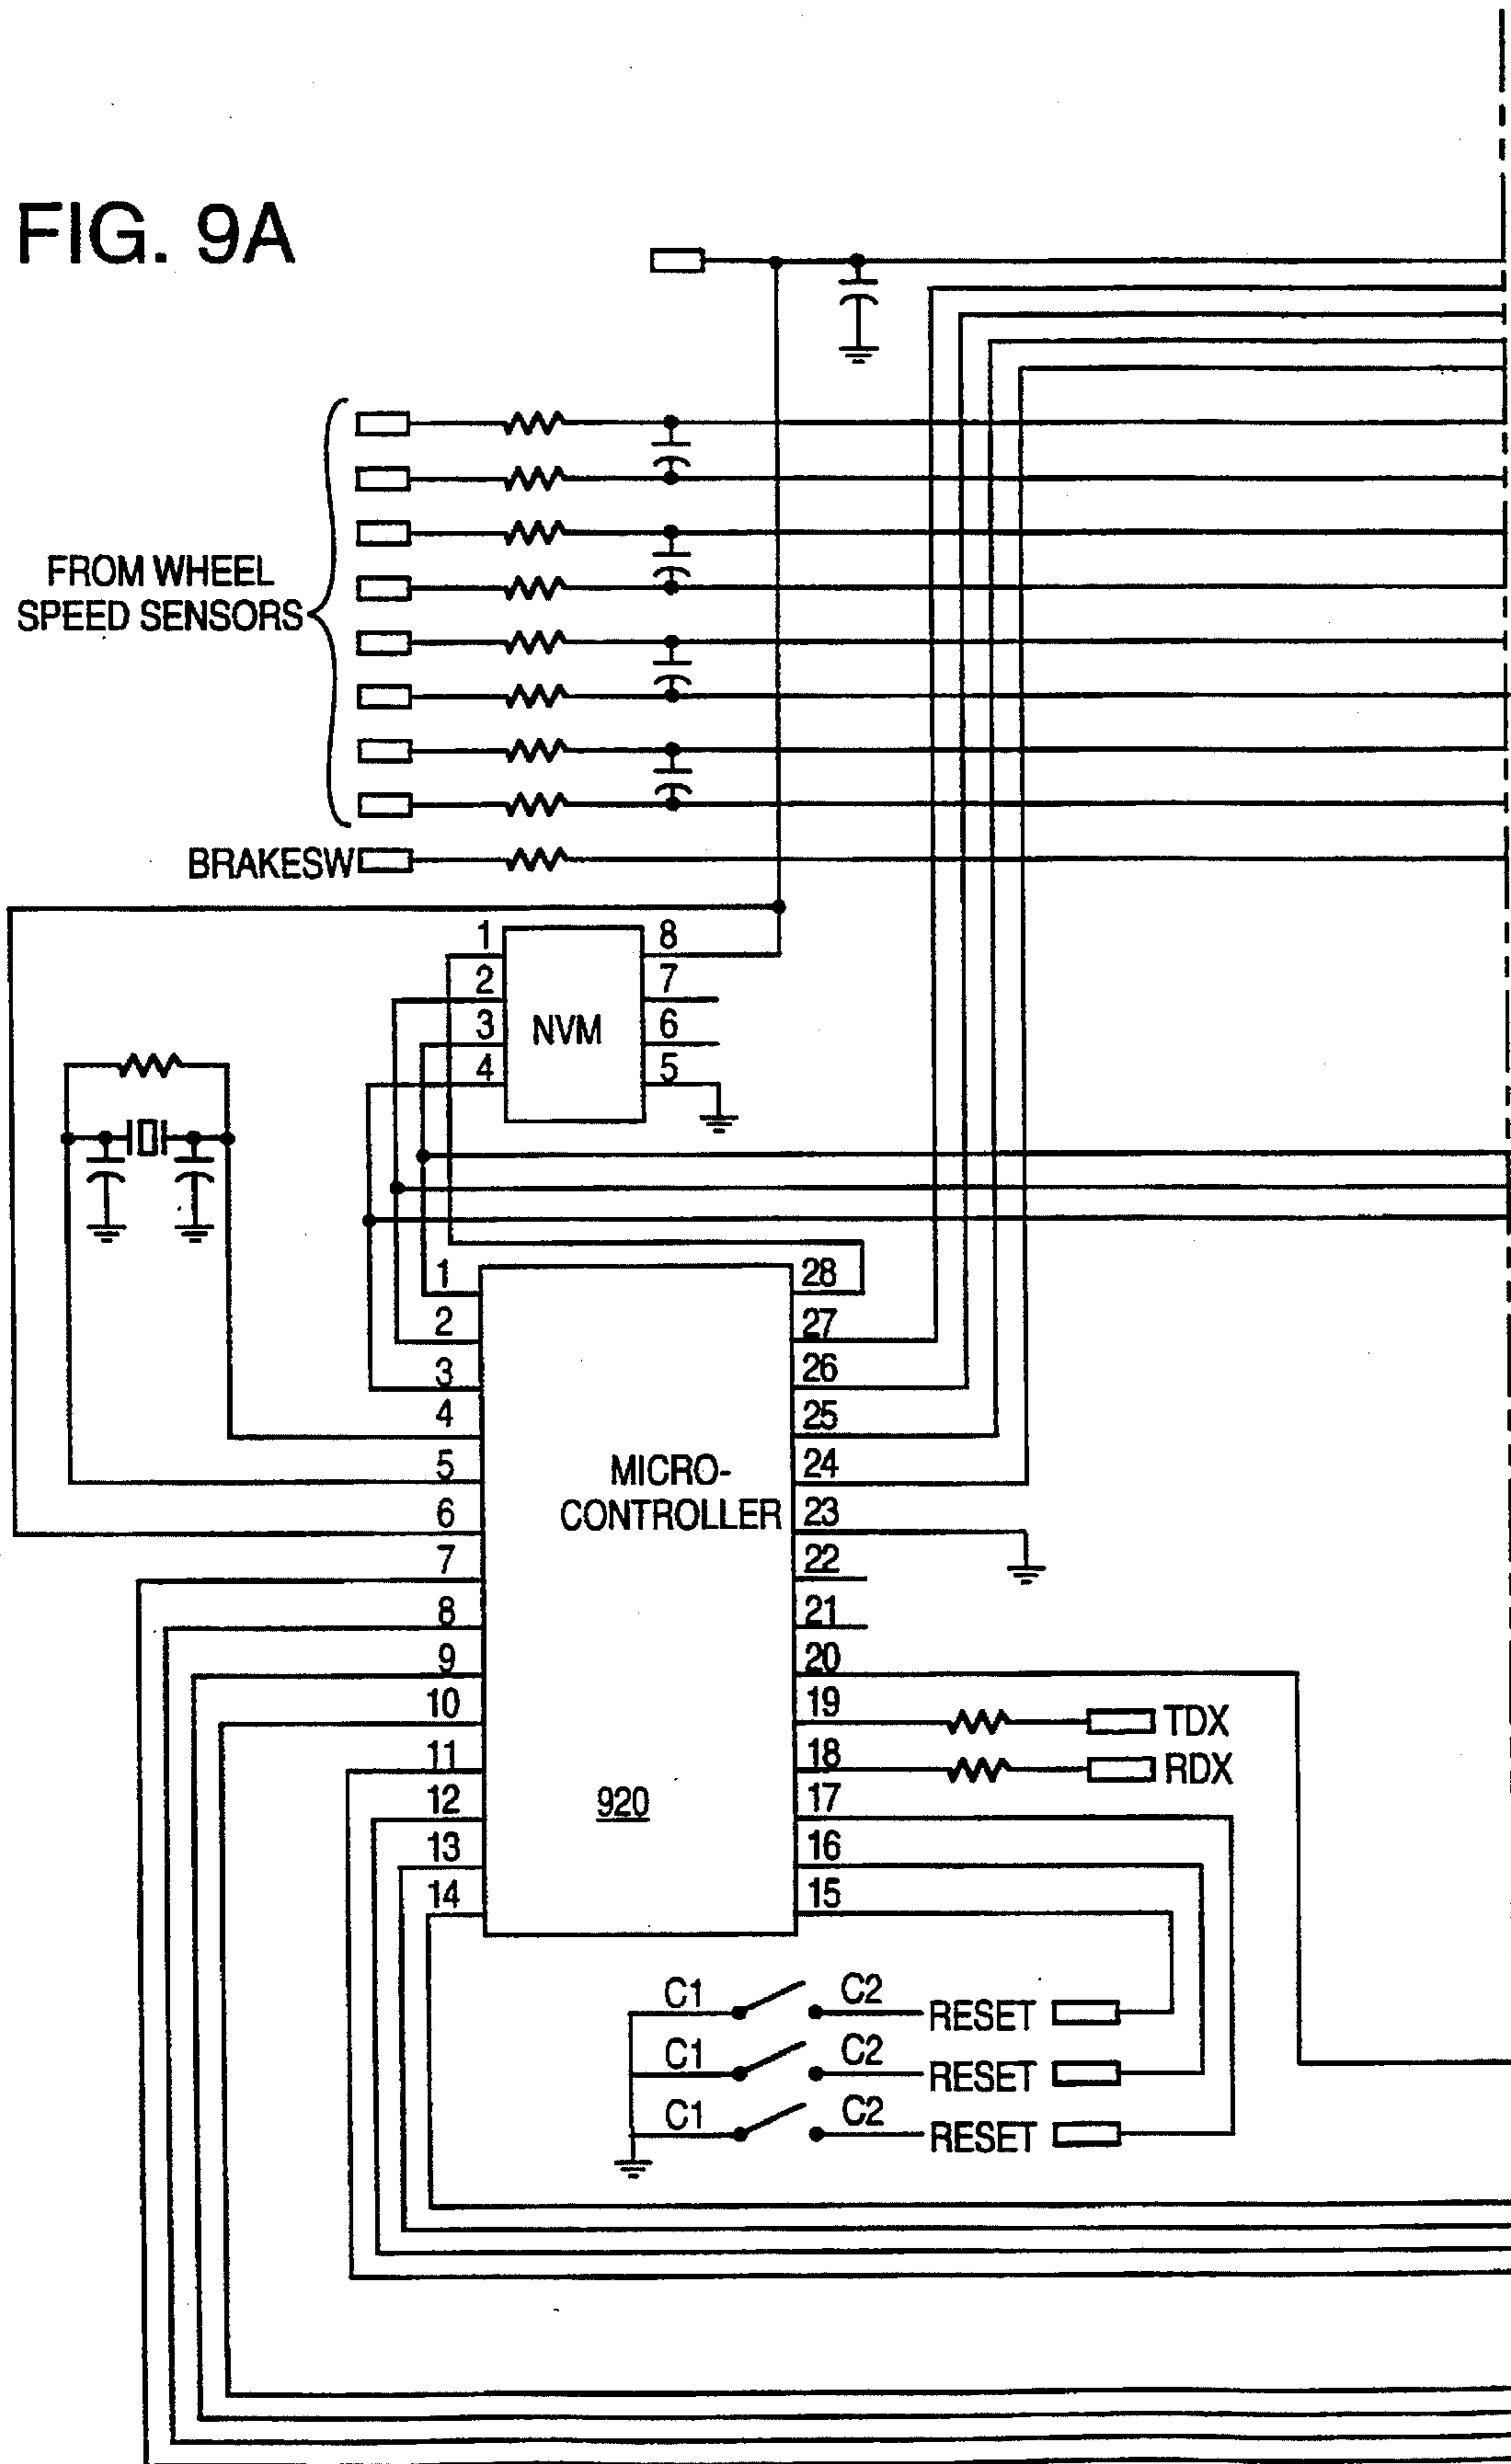 FIG. 9A
FROM WHEEL
SPEED SENSORS
BRAKESW
1 8
2 7
3 NVM 6
4 5
1 28
2 27
3 26
4 25
5 MICRO- 24
6 CONTROLLER 23
7 22
8 21
9 20
10 19 TDX
11 18 RDX
12 920 17
13 16
14 15
C1 C2 RESET
C1 C2 RESET
C1 C2 RESET